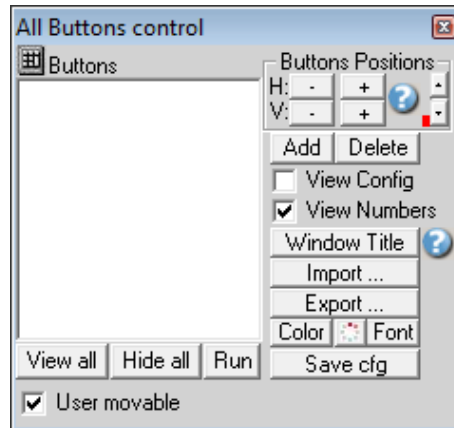 All Buttons control
Buttons
Buttons Positions
H: - +
V: - +
Add Delete
View Config
View Numbers
Window Title
Import ...
Export ...
Color Font
View all Hide all Run
Save cfg
User movable